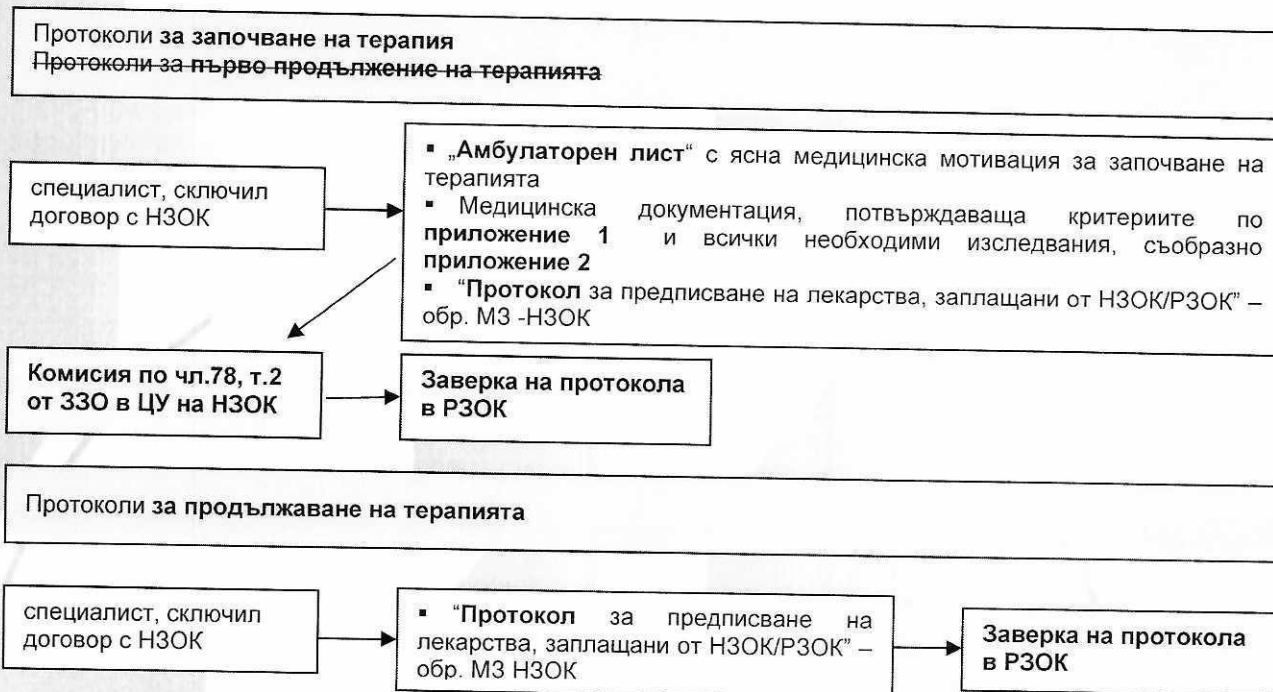 Протоколи за започване на терапия
Протоколи за първо продължение на терапията
специалист, сключил
договор с НЗОК
▪ „Амбулаторен лист“ с ясна медицинска мотивация за започване на
терапията
▪ Медицинска документация, потвърждаваща критериите по
приложение 1 и всички необходими изследвания, съобразно
приложение 2
▪ “Протокол за предписване на лекарства, заплащани от НЗОК/РЗОК” –
обр. МЗ -НЗОК
Комисия по чл.78, т.2
от ЗЗО в ЦУ на НЗОК
Заверка на протокола
в РЗОК
Протоколи за продължаване на терапията
специалист, сключил
договор с НЗОК
▪ “Протокол за предписване на
лекарства, заплащани от НЗОК/РЗОК” –
обр. МЗ НЗОК
Заверка на протокола
в РЗОК